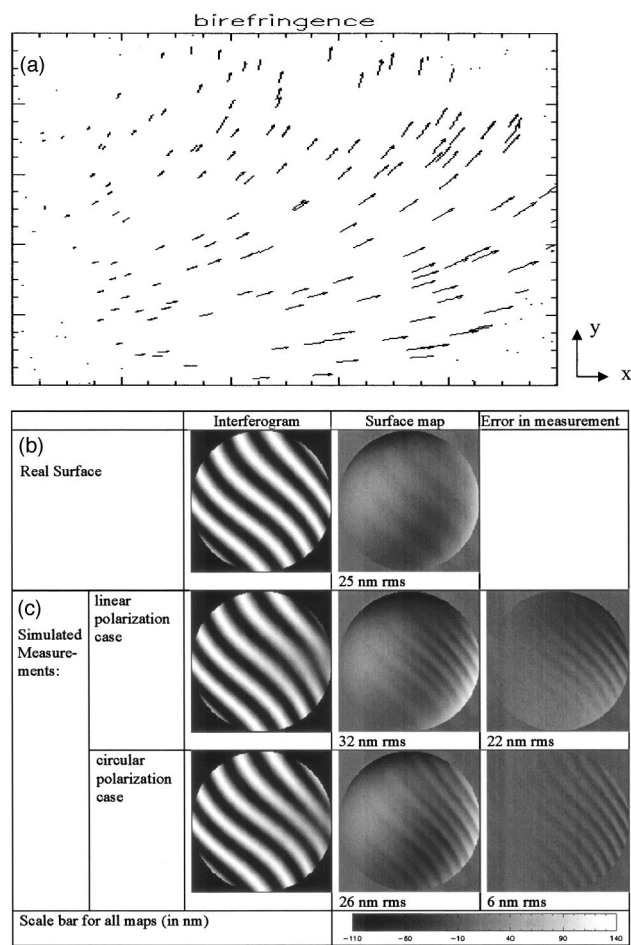 birefringence
(a)
y
x
Interferogram
Surface map
Error in measurement
(b)
Real Surface
25 nm rms
(c)
Simulated
Measure-
ments:
linear
polarization
case
32 nm rms
22 nm rms
circular
polarization
case
26 nm rms
6 nm rms
Scale bar for all maps (in nm)
-110
-60
-10
40
90
140